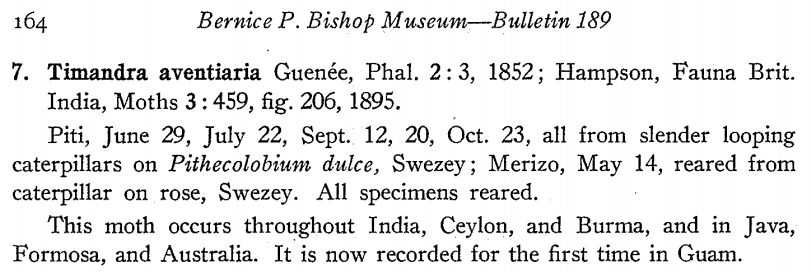 164 Bernice P. Bishop Museum—Bulletin 189
7. Timandra aventiaria Guenée, Phal. 2:3, 1852; Hampson, Fauna Brit.
India, Moths 3:459, fig. 206, 1895.
Piti, June 29, July 22, Sept. 12, 20, Oct. 23, all from slender looping
caterpillars on Pithecolobium dulce, Swezey; Merizo, May 14, reared from
caterpillar on rose, Swezey. All specimens reared.
This moth occurs throughout India, Ceylon, and Burma, and in Java,
Formosa, and Australia. It is now recorded for the first time in Guam.